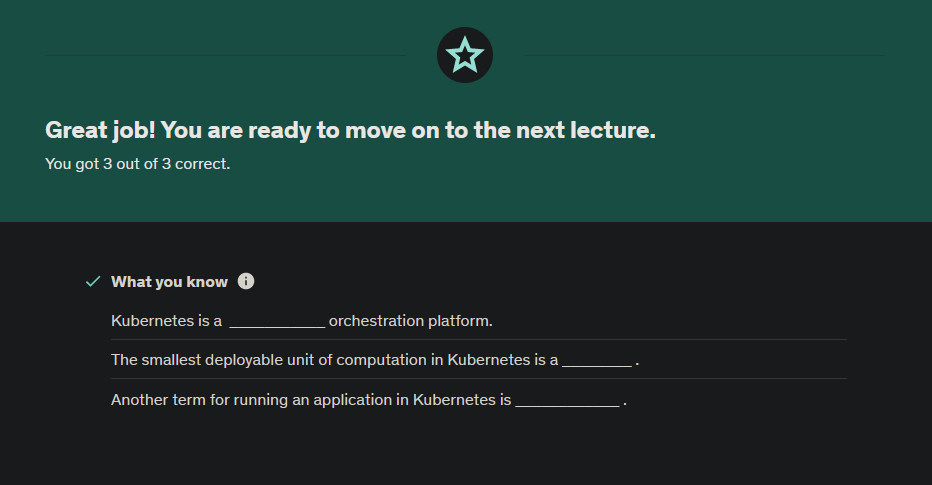 Great job! You are ready to move on to the next lecture.
You got 3 out of 3 correct.
What you know
Kubernetes is a ___________ orchestration platform.
The smallest deployable unit of computation in Kubernetes is a ________ .
Another term for running an application in Kubernetes is ____________ .